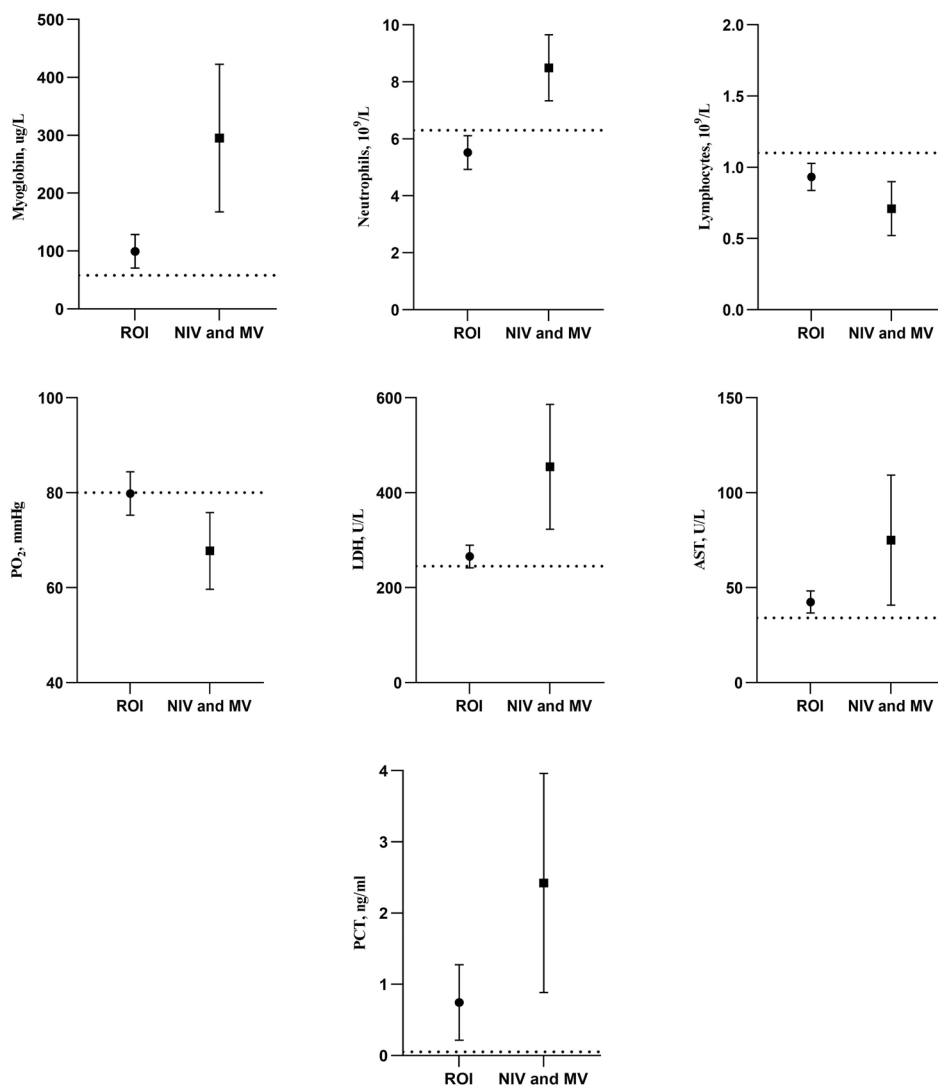 Myoglobin, ug/L
500
400
300
200
100
0
ROI NIV and MV
Neutrophils, 10^9/L
10
8
6
4
2
0
ROI NIV and MV
Lymphocytes, 10^9/L
2.0
1.5
1.0
0.5
0.0
ROI NIV and MV
PO₂, mmHg
80
60
40
100
ROI NIV and MV
LDH, U/L
600
400
200
0
ROI NIV and MV
AST, U/L
150
100
50
0
ROI NIV and MV
PCT, ng/ml
4
3
2
1
0
ROI NIV and MV